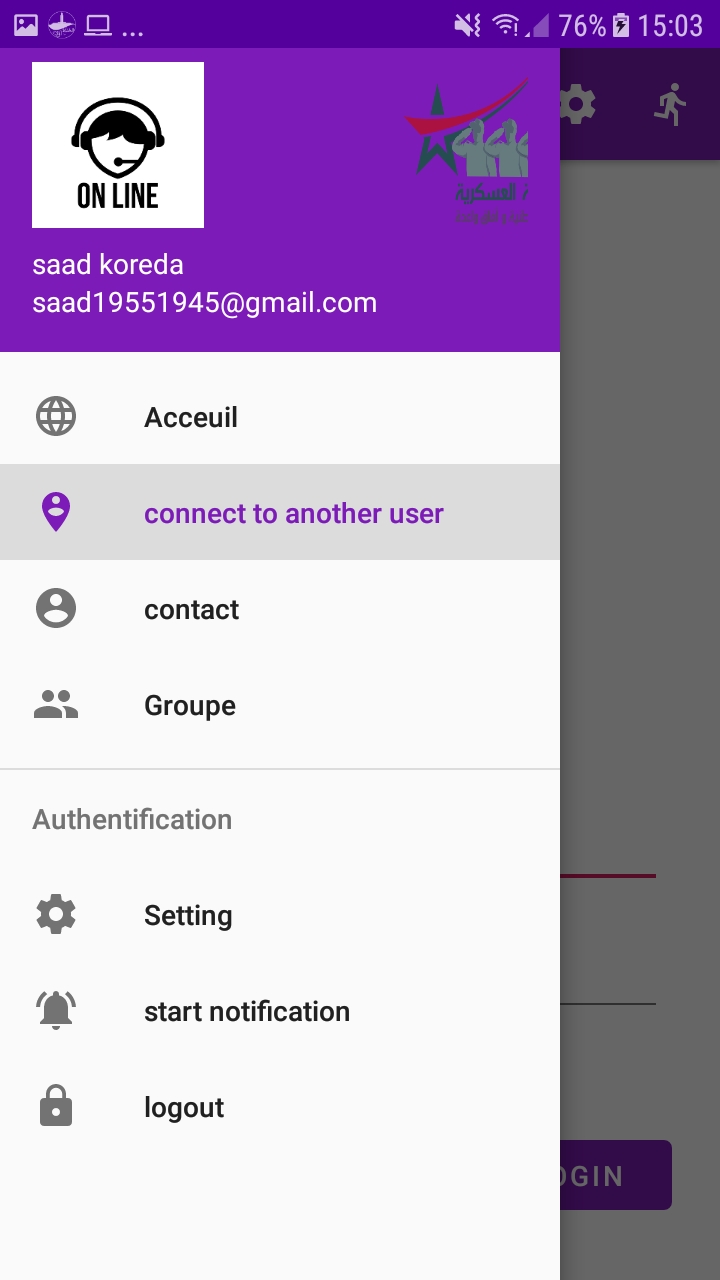 ... 76% 15:03
ON LINE
ة العسكرية
saad koreda
saad19551945@gmail.com
Acceuil
connect to another user
contact
Groupe
Authentification
Setting
start notification
logout
OGIN